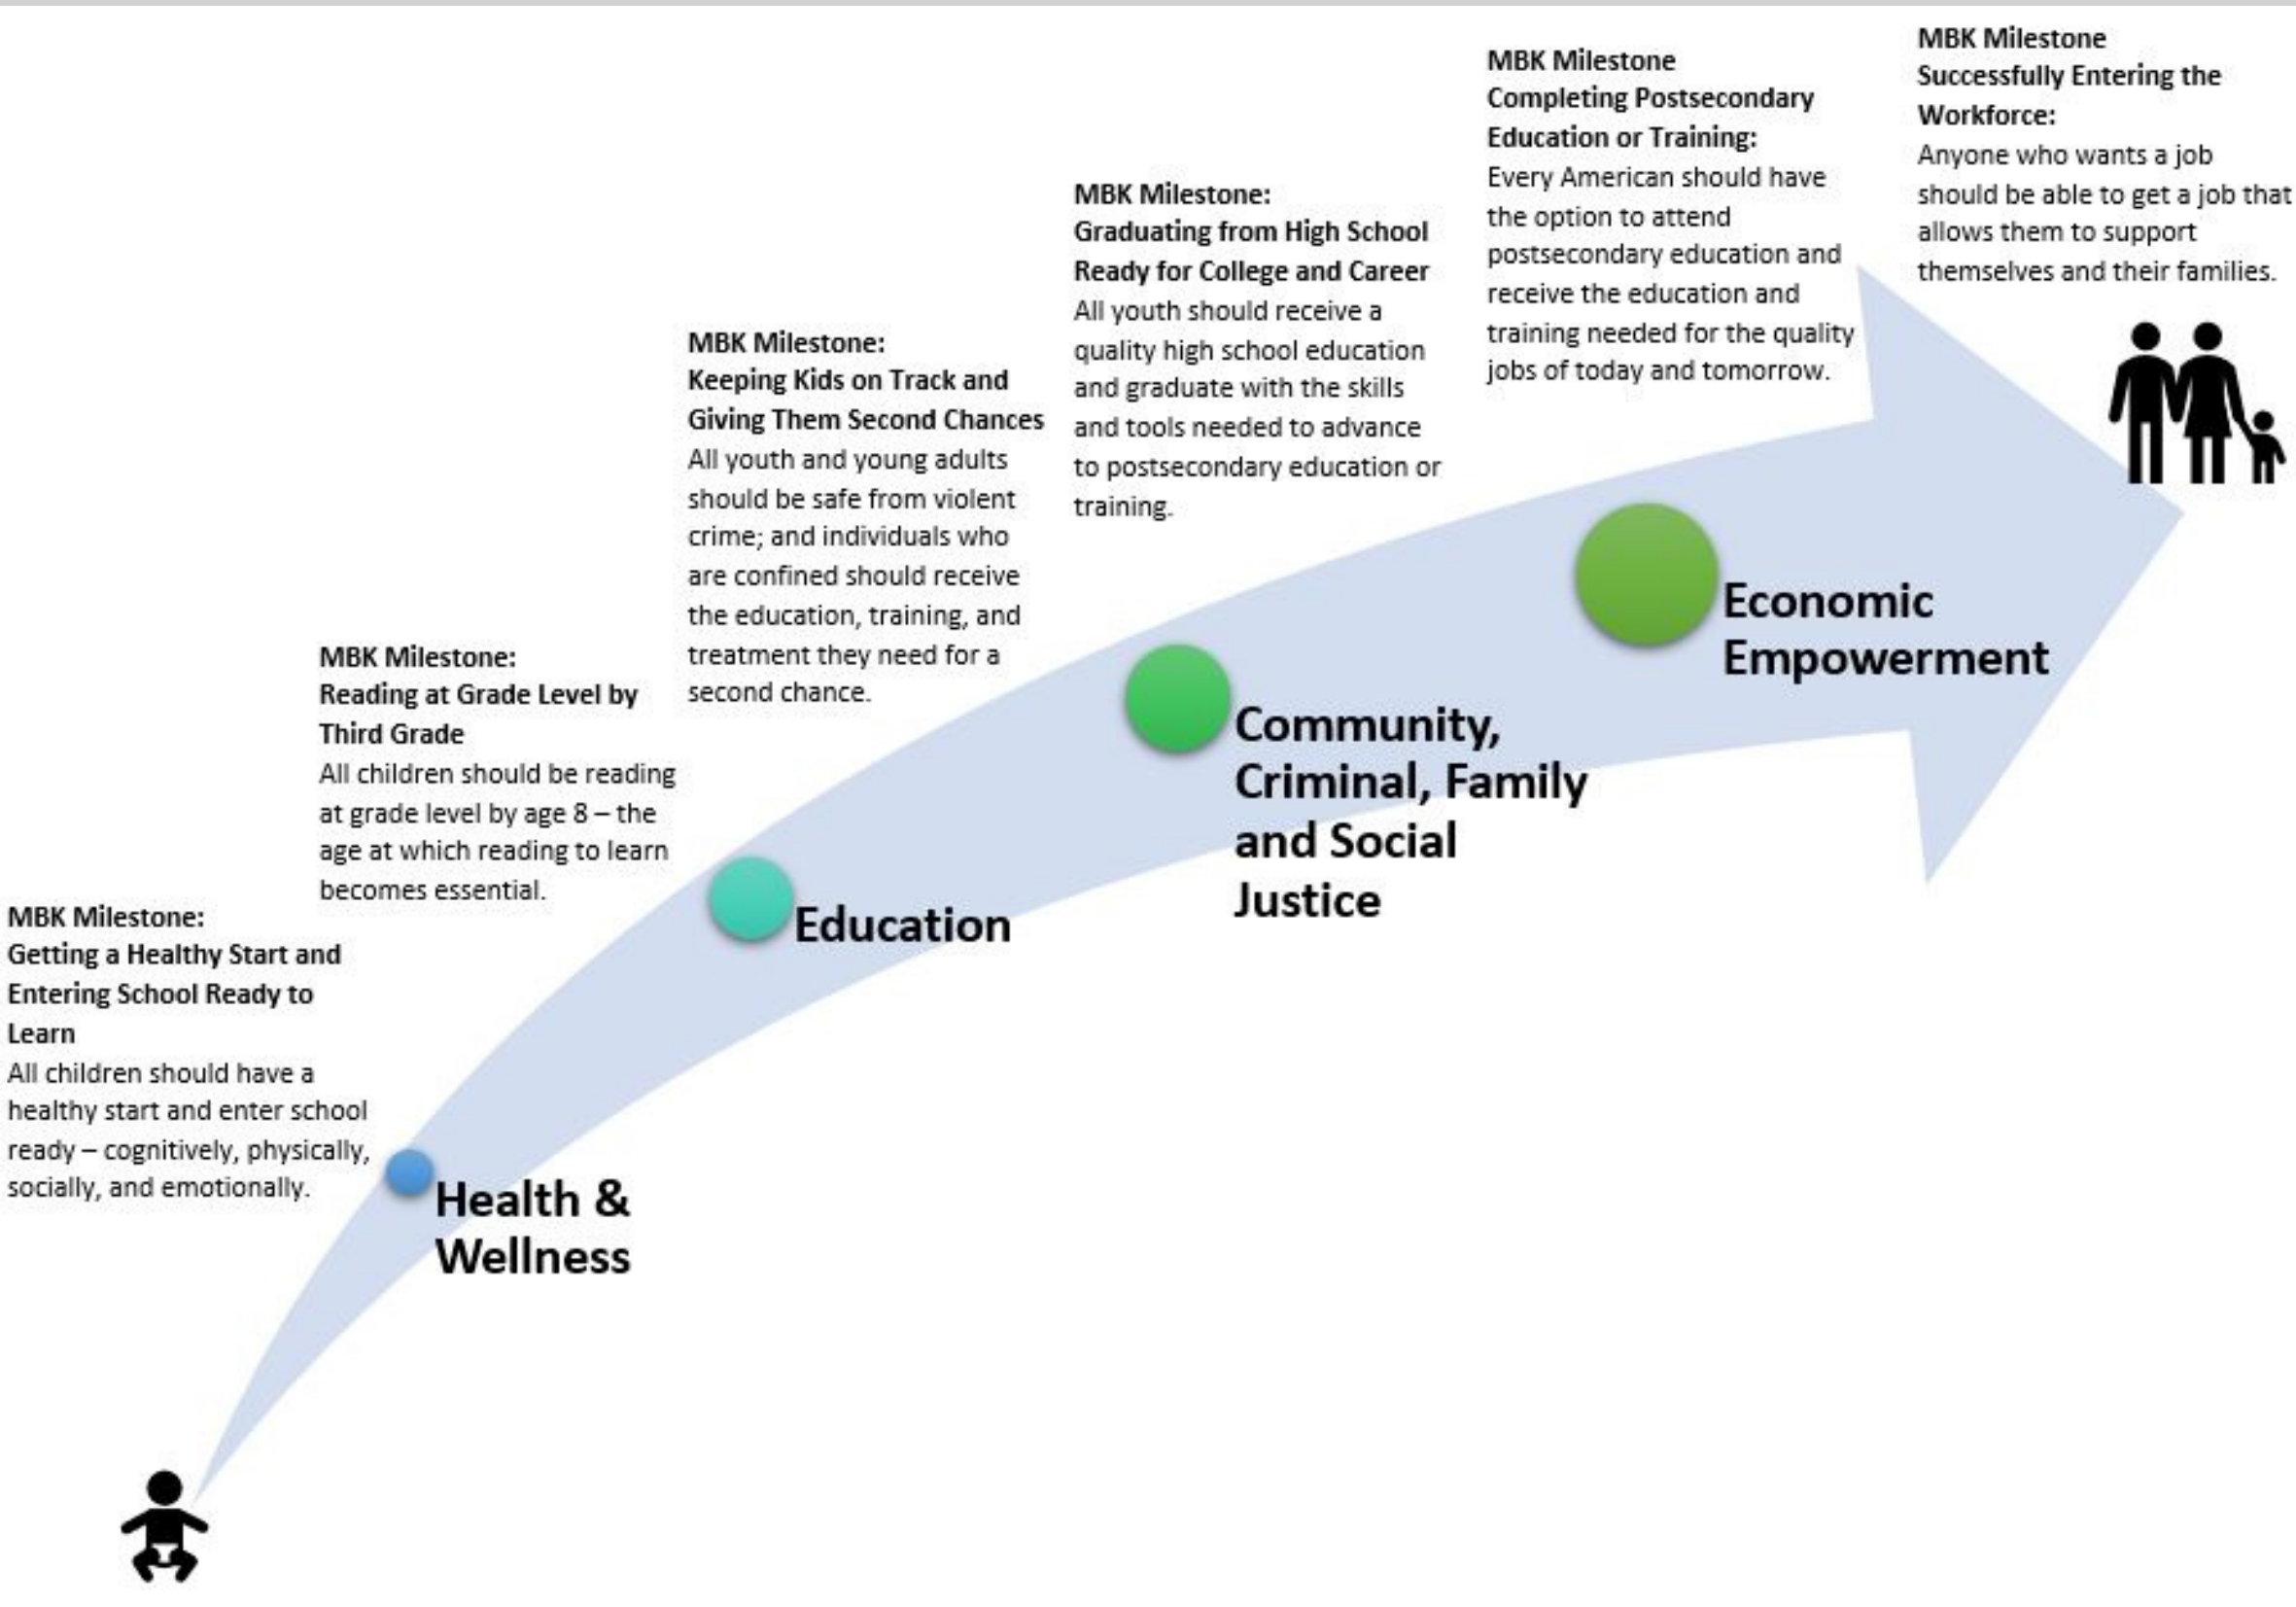 MBK Milestone:
Getting a Healthy Start and
Entering School Ready to
Learn
All children should have a
healthy start and enter school
ready – cognitively, physically,
socially, and emotionally.
MBK Milestone:
Reading at Grade Level by
Third Grade
All children should be reading
at grade level by age 8 – the
age at which reading to learn
becomes essential.
MBK Milestone:
Keeping Kids on Track and
Giving Them Second Chances
All youth and young adults
should be safe from violent
crime; and individuals who
are confined should receive
the education, training, and
treatment they need for a
second chance.
MBK Milestone:
Graduating from High School
Ready for College and Career
All youth should receive a
quality high school education
and graduate with the skills
and tools needed to advance
to postsecondary education or
training.
MBK Milestone
Completing Postsecondary
Education or Training:
Every American should have
the option to attend
postsecondary education and
receive the education and
training needed for the quality
jobs of today and tomorrow.
MBK Milestone
Successfully Entering the
Workforce:
Anyone who wants a job
should be able to get a job that
allows them to support
themselves and their families.
Health &
Wellness
Education
Community,
Criminal, Family
and Social
Justice
Economic
Empowerment